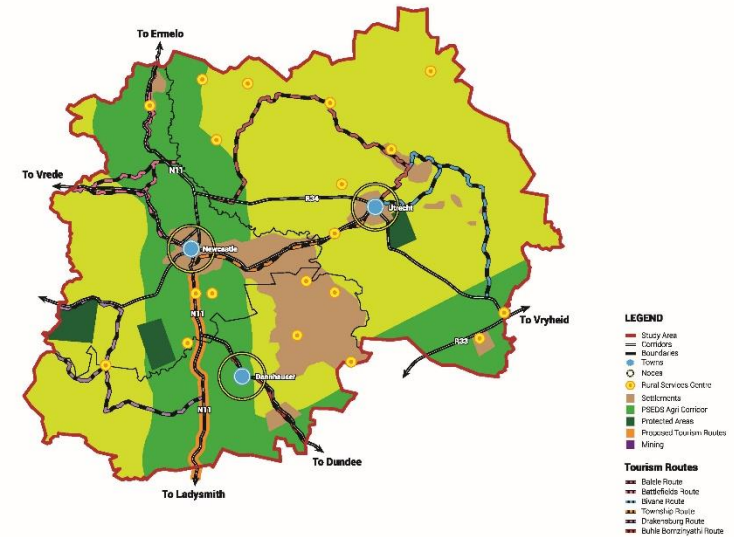 To Ermelo
To Vrede
N11
R34
Utrecht
Newcastle
N11
To Vryheid
R33
Dannhauser
N11
To Dundee
To Ladysmith
LEGEND
Study Area
Corridors
Boundaries
Towns
Nodes
Rural Services Centre
Settlements
PSEDS Agri Corridor
Protected Areas
Proposed Tourism Routes
Mining
Tourism Routes
Balele Route
Battlefields Route
Bivane Route
Township Route
Drakensburg Route
Buhle Bomzinyathi Route